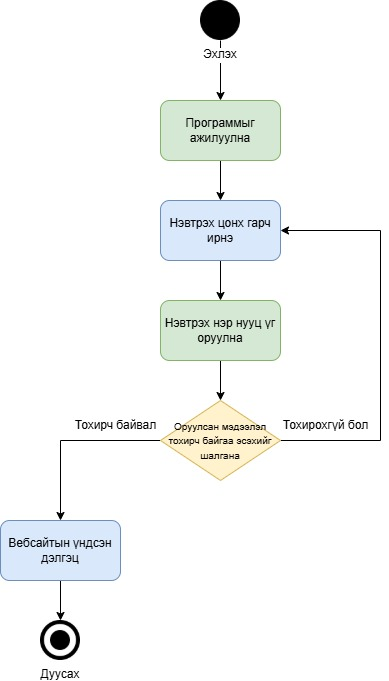 Эхлэх
Программыг
ажилуулна
Нэвтрэх цонх гарч
ирнэ
Нэвтрэх нэр нууц үг
оруулна
Тохирч байвал
Оруулсан мэдээлэл
тохирч байгаа эсэхийг
шалгана
Тохирохгүй бол
Вебсайтын үндсэн
дэлгэц
Дуусах